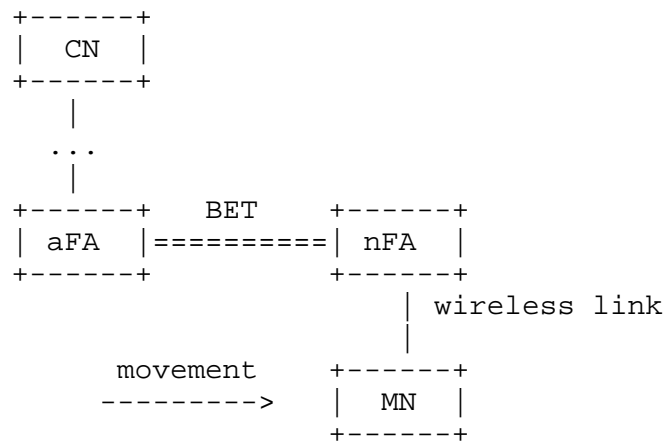 CN
...
BET
aFA nFA
wireless link
movement
MN